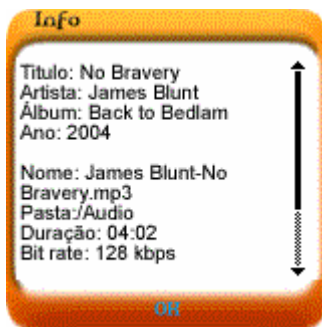 Info
Titulo: No Bravery
Artista: James Blunt
Álbum: Back to Bedlam
Ano: 2004
Nome: James Blunt-No
Bravery.mp3
Pasta:/Audio
Duração: 04:02
Bit rate: 128 kbps
OK